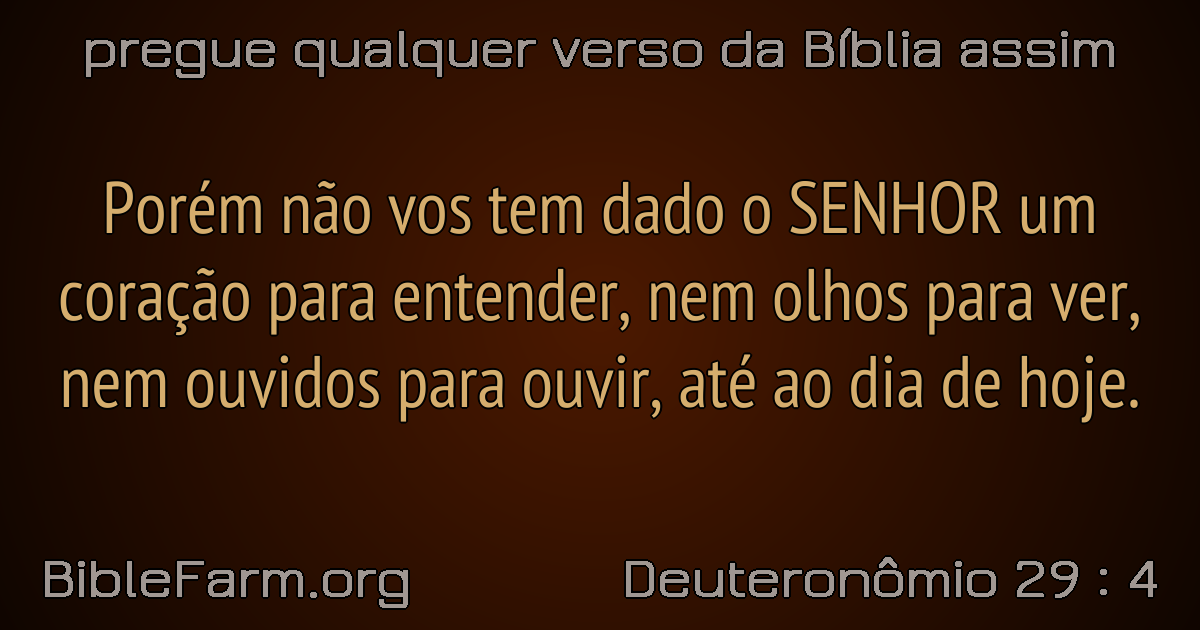 pregue qualquer verso da Bíblia assim
Porém não vos tem dado o SENHOR um
coração para entender, nem olhos para ver,
nem ouvidos para ouvir, até ao dia de hoje.
BibleFarm.org
Deuteronômio 29 : 4